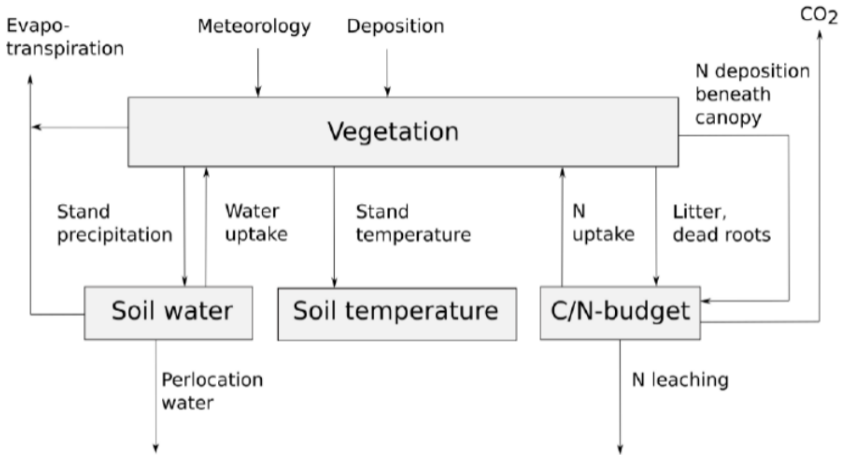 Evapo-
transpiration
Meteorology
Deposition
CO2
N deposition
beneath
canopy
Vegetation
Stand
precipitation
Water
uptake
Stand
temperature
N
uptake
Litter,
dead roots
Soil water
Soil temperature
C/N-budget
Perlocation
water
N leaching